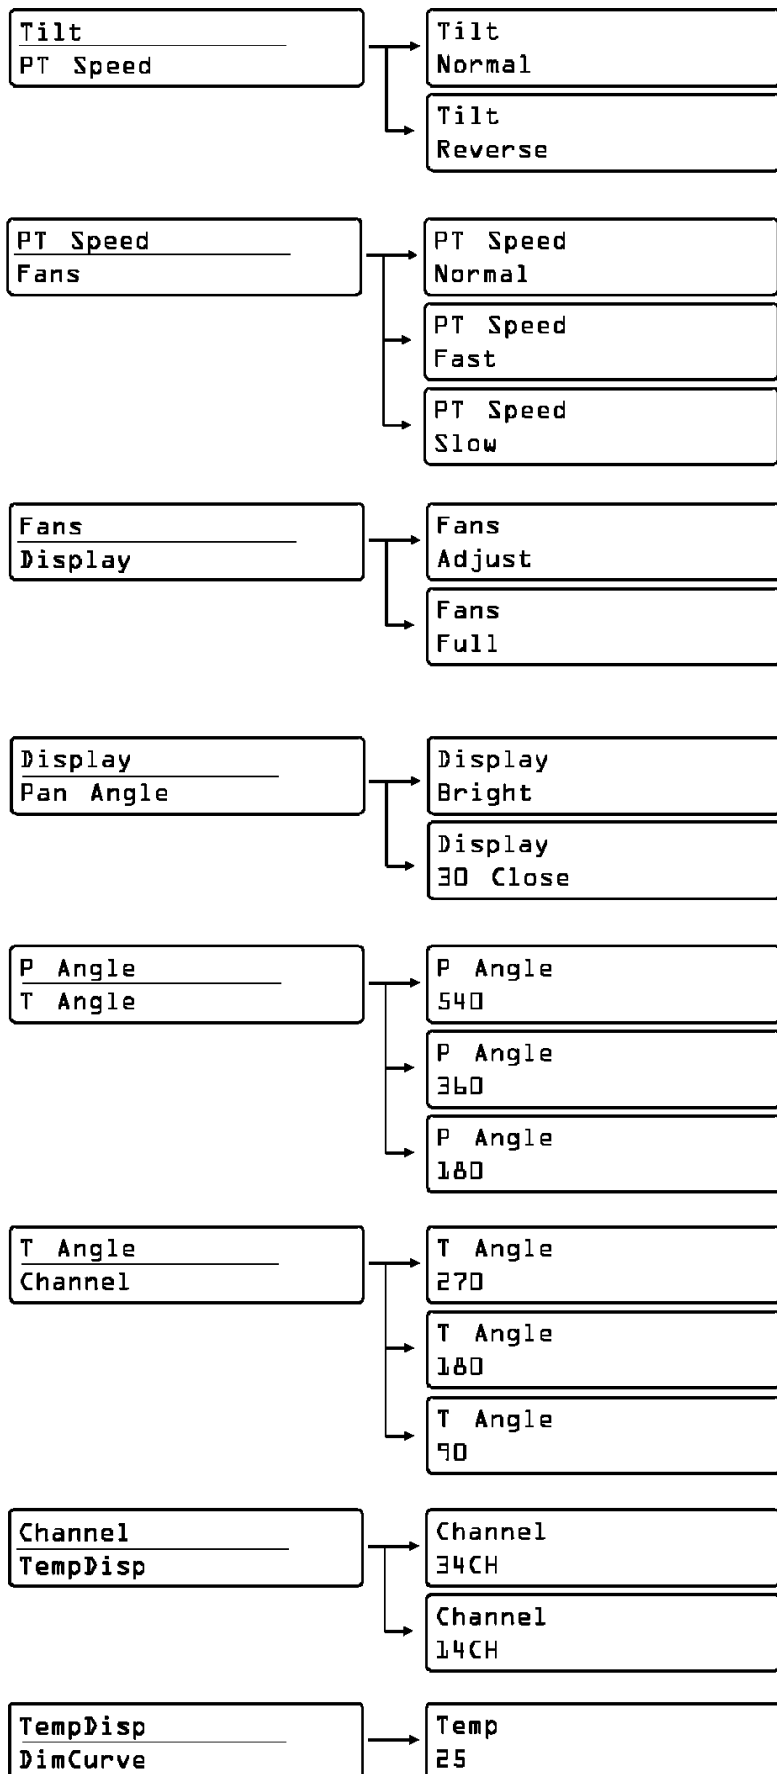 Tilt
PT Speed
Tilt
Normal
Tilt
Reverse
PT Speed
Fans
PT Speed
Normal
PT Speed
Fast
PT Speed
Slow
Fans
Display
Fans
Adjust
Fans
Full
Display
Pan Angle
Display
Bright
Display
30 Close
P Angle
T Angle
P Angle
540
P Angle
360
P Angle
180
T Angle
Channel
T Angle
270
T Angle
180
T Angle
90
Channel
TempDisp
Channel
34CH
Channel
14CH
TempDisp
DimCurve
Temp
25